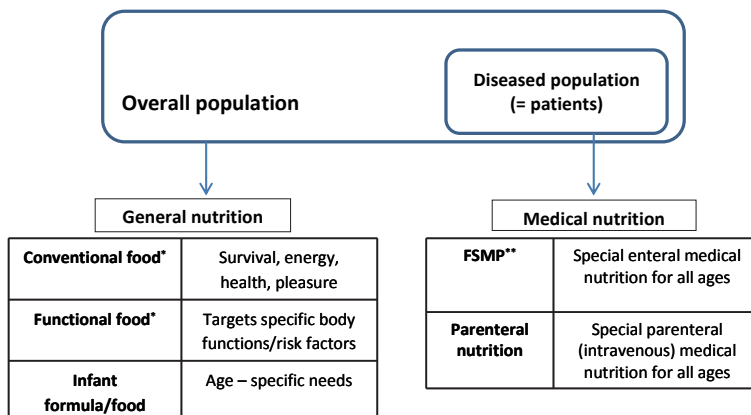 Overall population
Diseased population
(= patients)
General nutrition
Conventional food*
Survival, energy,
health, pleasure
Functional food*
Targets specific body
functions/risk factors
Infant
formula/food
Age – specific needs
Medical nutrition
FSMP**
Special enteral medical
nutrition for all ages
Parenteral
nutrition
Special parenteral
(intravenous) medical
nutrition for all ages